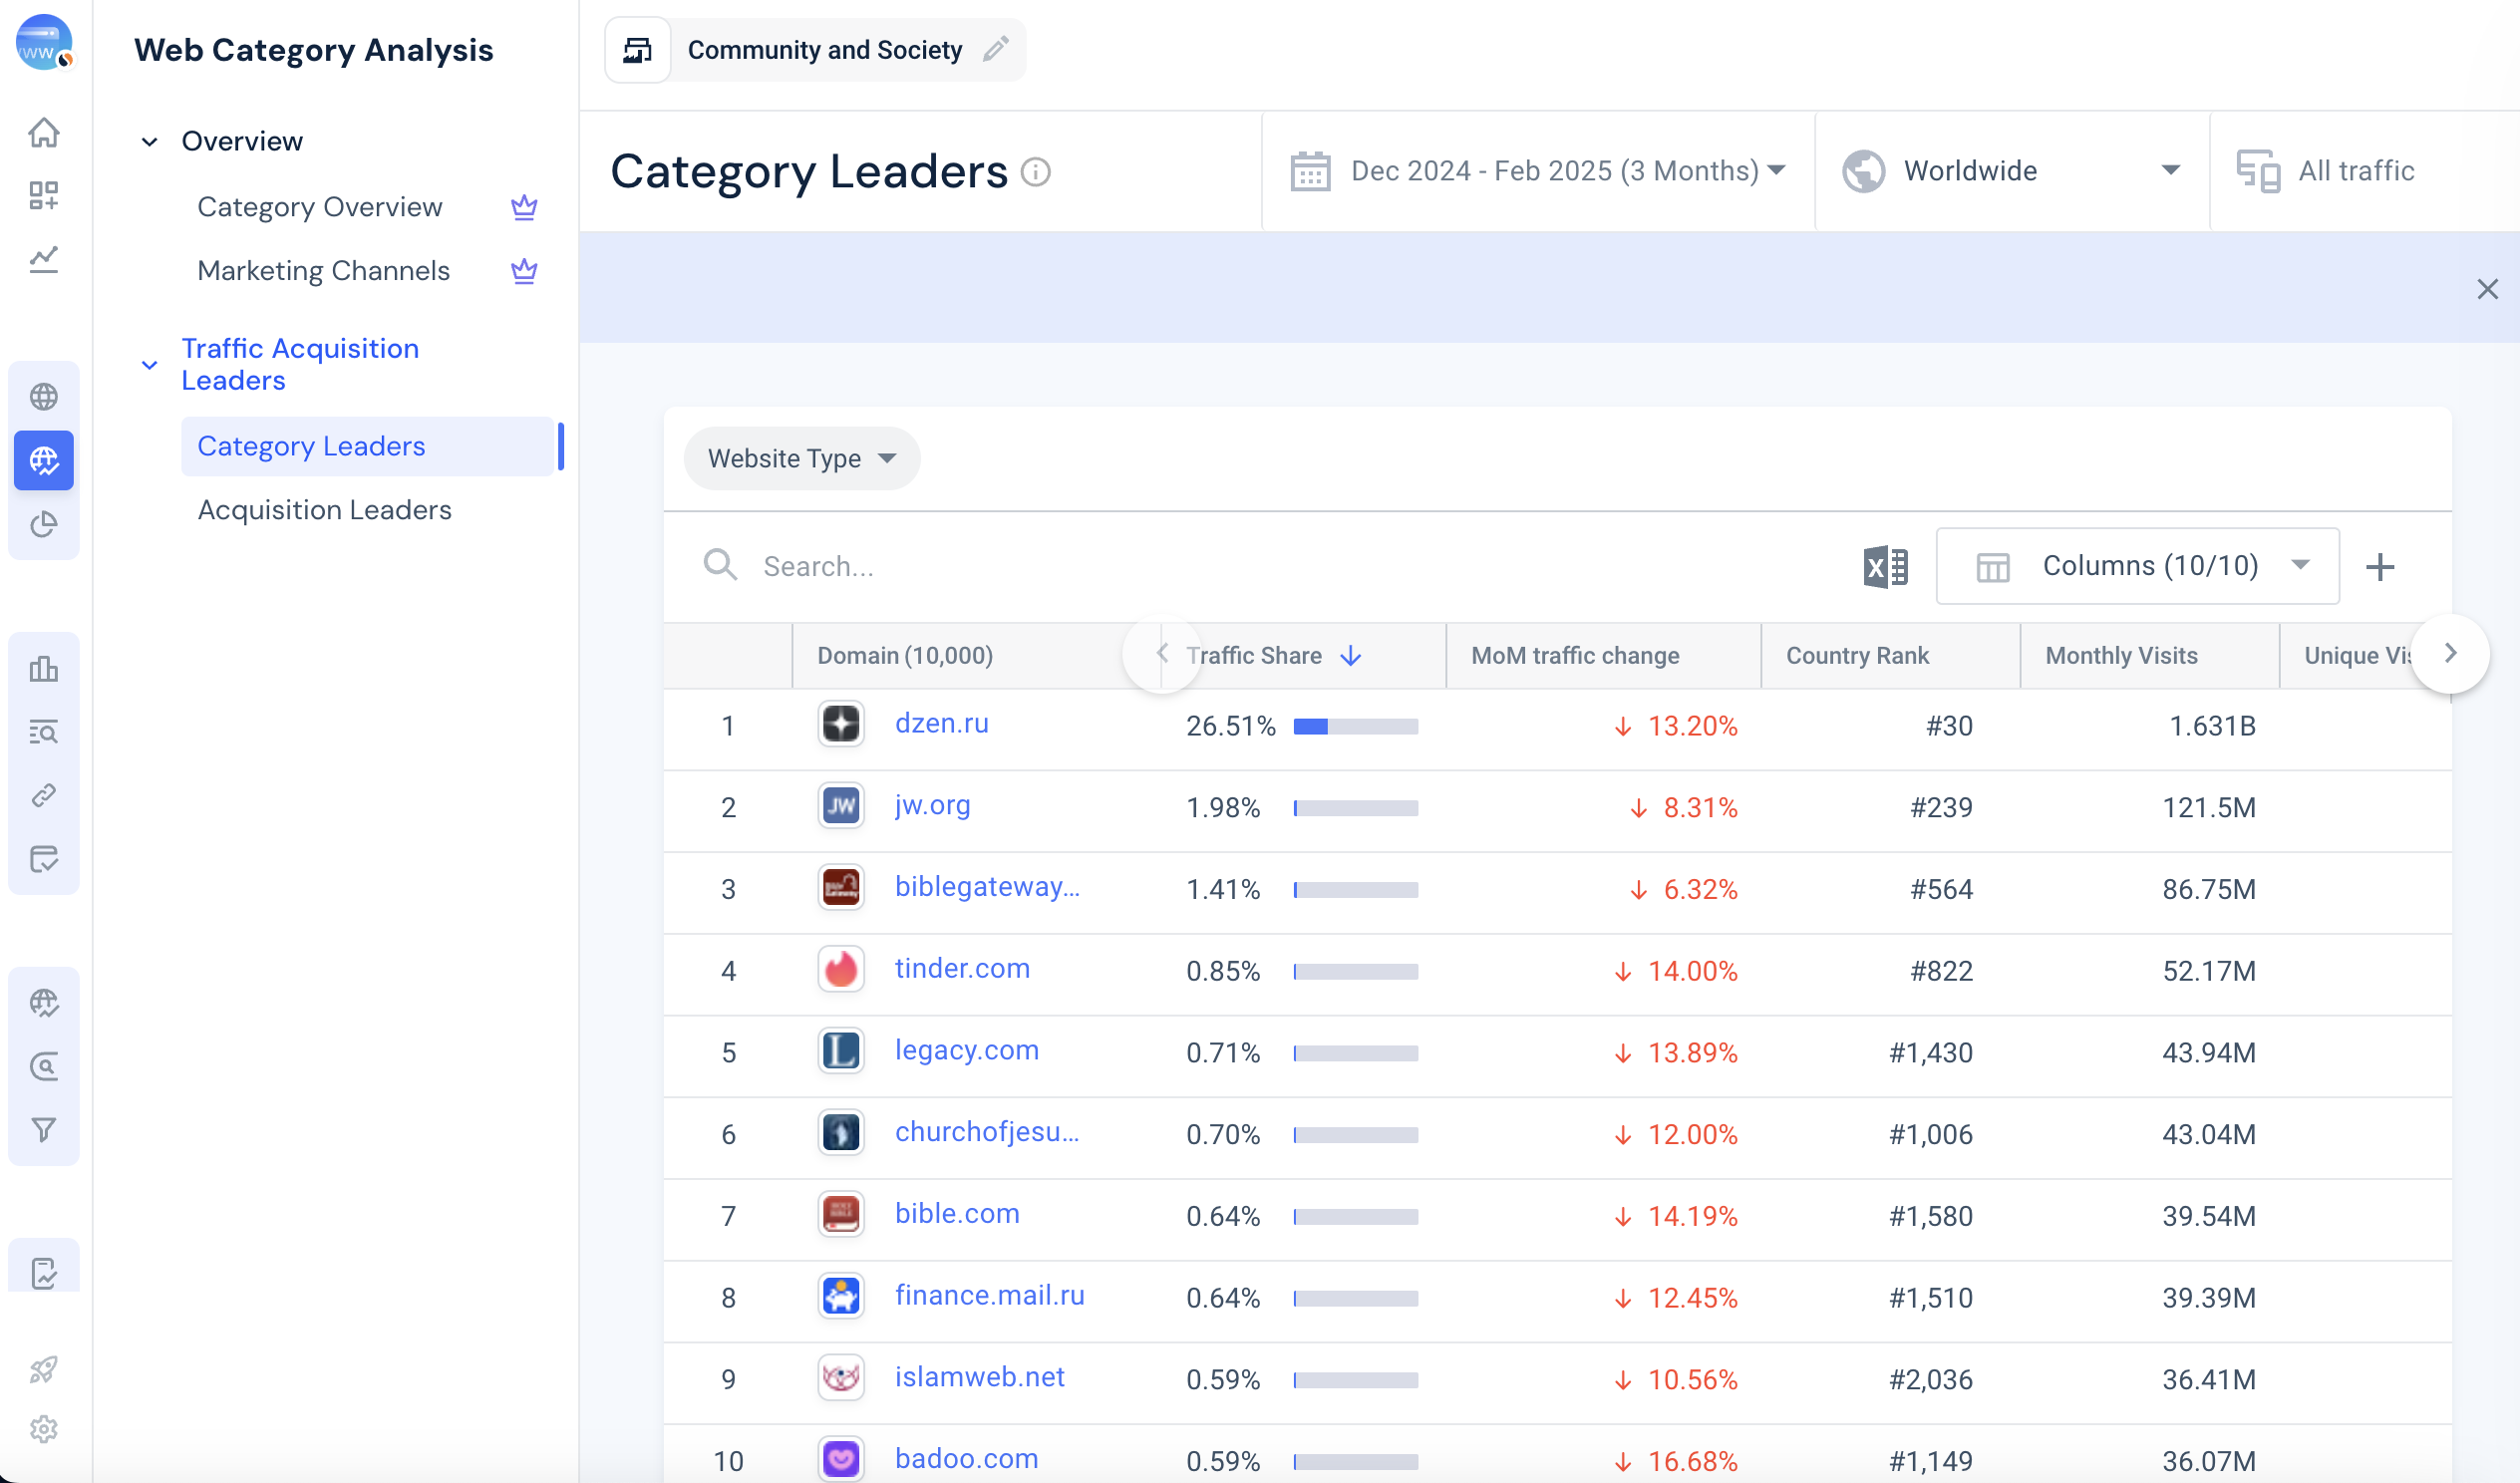 Web Category Analysis
Overview
Category Overview
Marketing Channels
Traffic Acquisition
Leaders
Category Leaders
Acquisition Leaders
Community and Society
Category Leaders
Dec 2024 - Feb 2025 (3 Months)
Worldwide
All traffic
Website Type
Search...
Columns (10/10)
Domain (10,000) Traffic Share MoM traffic change Country Rank Monthly Visits Unique Vis
1 dzen.ru 26.51% 13.20% #30 1.631B
2 JW jw.org 1.98% 8.31% #239 121.5M
3 biblegateway... 1.41% 6.32% #564 86.75M
4 tinder.com 0.85% 14.00% #822 52.17M
5 L legacy.com 0.71% 13.89% #1,430 43.94M
6 churchofjesu... 0.70% 12.00% #1,006 43.04M
7 HOLY BIBLE bible.com 0.64% 14.19% #1,580 39.54M
8 finance.mail.ru 0.64% 12.45% #1,510 39.39M
9 islamweb.net 0.59% 10.56% #2,036 36.41M
10 badoo.com 0.59% 16.68% #1,149 36.07M